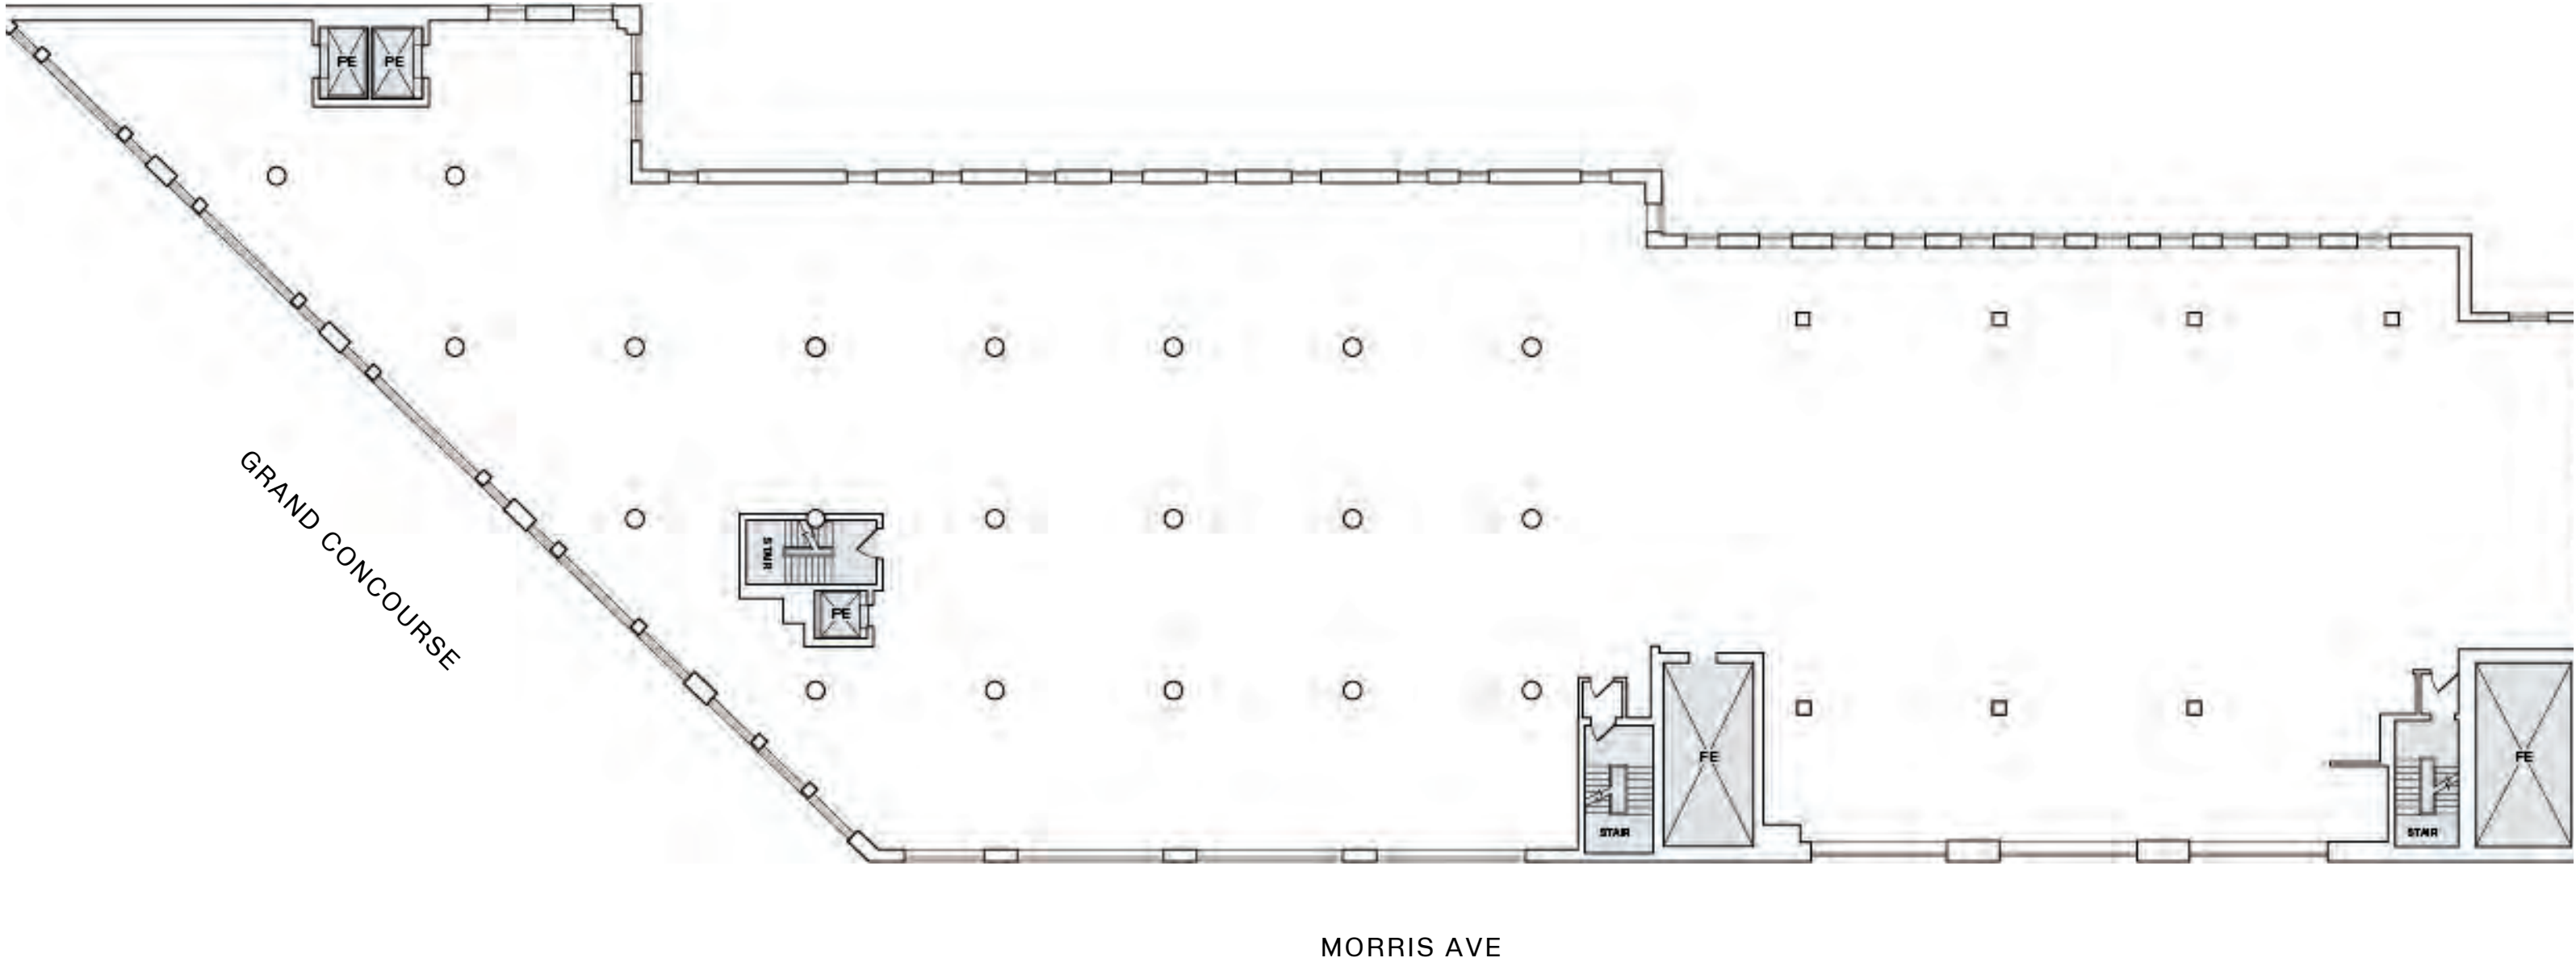 PE PE
GRAND CONCOURSE
STAIR
PE
FE
STAIR
FE
STAIR
MORRIS AVE